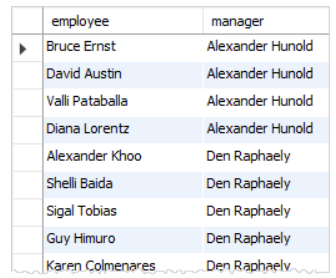 employee manager
Bruce Ernst Alexander Hunold
David Austin Alexander Hunold
Valli Pataballa Alexander Hunold
Diana Lorentz Alexander Hunold
Alexander Khoo Den Raphaely
Shelli Baida Den Raphaely
Sigal Tobias Den Raphaely
Guy Himuro Den Raphaely
Karen Colmenares Den Raphaely